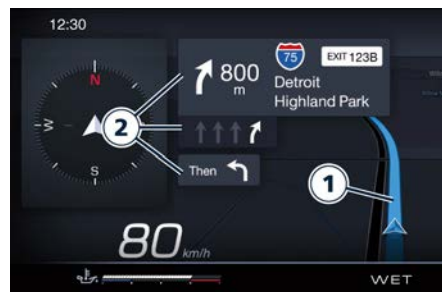 12:30
N
W
S
2
800
m
75
EXIT 123B
Detroit
Highland Park
Then
1
80 km/h
WET